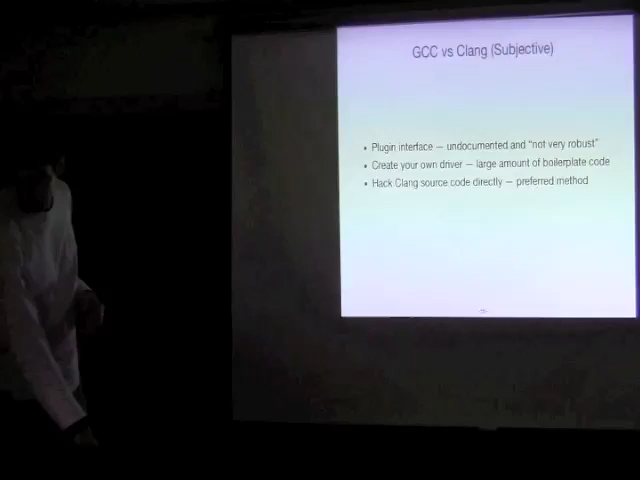 GCC vs Clang (Subjective)
• Plugin interface — undocumented and "not very robust"
• Create your own driver — large amount of boilerplate code
• Hack Clang source code directly — preferred method